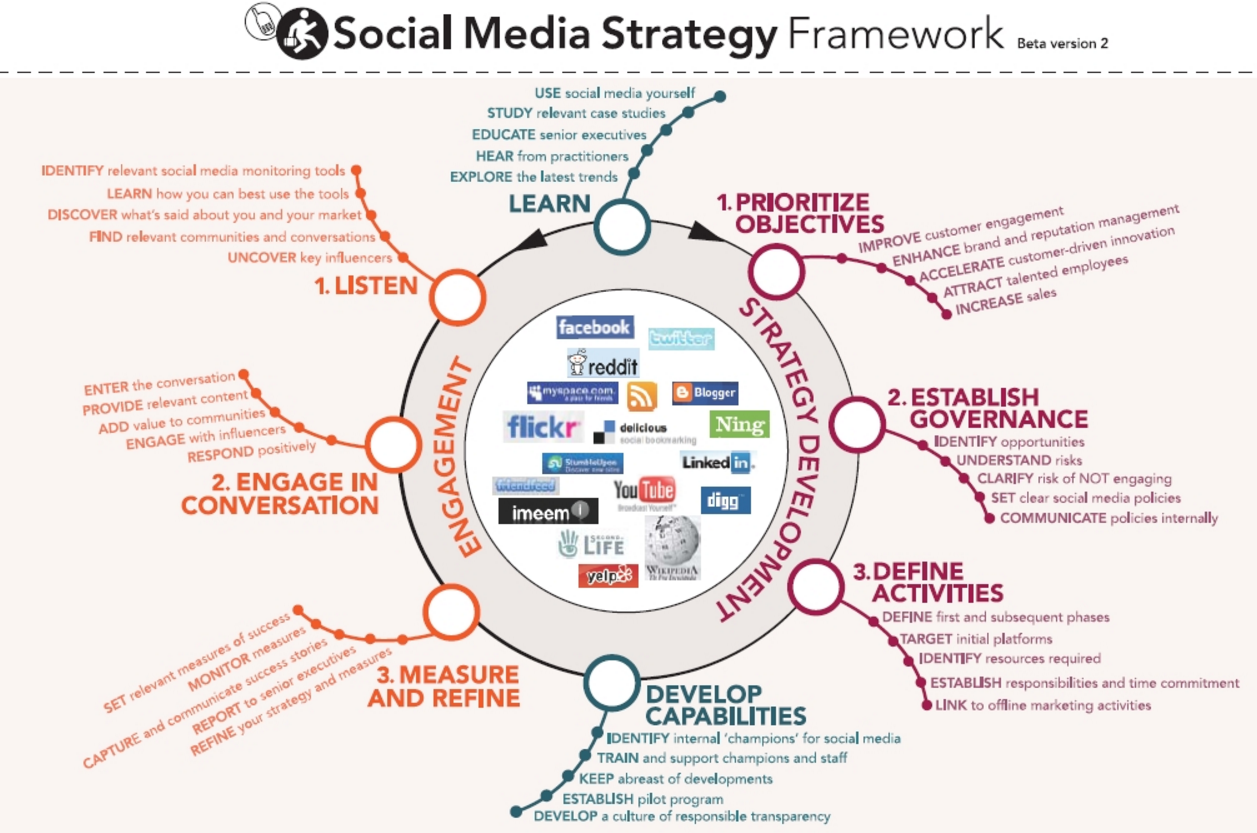 Social Media Strategy Framework Beta version 2
USE social media yourself
STUDY relevant case studies
EDUCATE senior executives
HEAR from practitioners
EXPLORE the latest trends
LEARN
1. PRIORITIZE
OBJECTIVES
IMPROVE customer engagement
ENHANCE brand and reputation management
ACCELERATE customer-driven innovation
ATTRACT talented employees
INCREASE sales
2. ESTABLISH
GOVERNANCE
IDENTIFY opportunities
UNDERSTAND risks
CLARIFY risk of NOT engaging
SET clear social media policies
COMMUNICATE policies internally
3. DEFINE
ACTIVITIES
DEFINE first and subsequent phases
TARGET initial platforms
IDENTIFY resources required
ESTABLISH responsibilities and time commitment
LINK to offline marketing activities
STRATEGY DEVELOPMENT
DEVELOP
CAPABILITIES
IDENTIFY internal 'champions' for social media
TRAIN and support champions and staff
KEEP abreast of developments
ESTABLISH pilot program
DEVELOP a culture of responsible transparency
IDENTIFY relevant social media monitoring tools
LEARN how you can best use the tools
DISCOVER what's said about you and your market
FIND relevant communities and conversations
UNCOVER key influencers
1. LISTEN
ENTER the conversation
PROVIDE relevant content
ADD value to communities
ENGAGE with influencers
RESPOND positively
2. ENGAGE IN
CONVERSATION
SET relevant measures of success
MONITOR measures
CAPTURE and communicate success stories
REPORT to senior executives
REFINE your strategy and measures
3. MEASURE
AND REFINE
ENGAGEMENT
facebook
twitter
reddit
myspace.com.
a place for friends
Blogger
flickr
delicious
social bookmarking
Ning
StumbleUpon
Discover new sites
Linked in
friendfeed
YouTube
Broadcast Yourself
digg
imeem
SECOND
LIFE
WIKIPEDIA
yelp